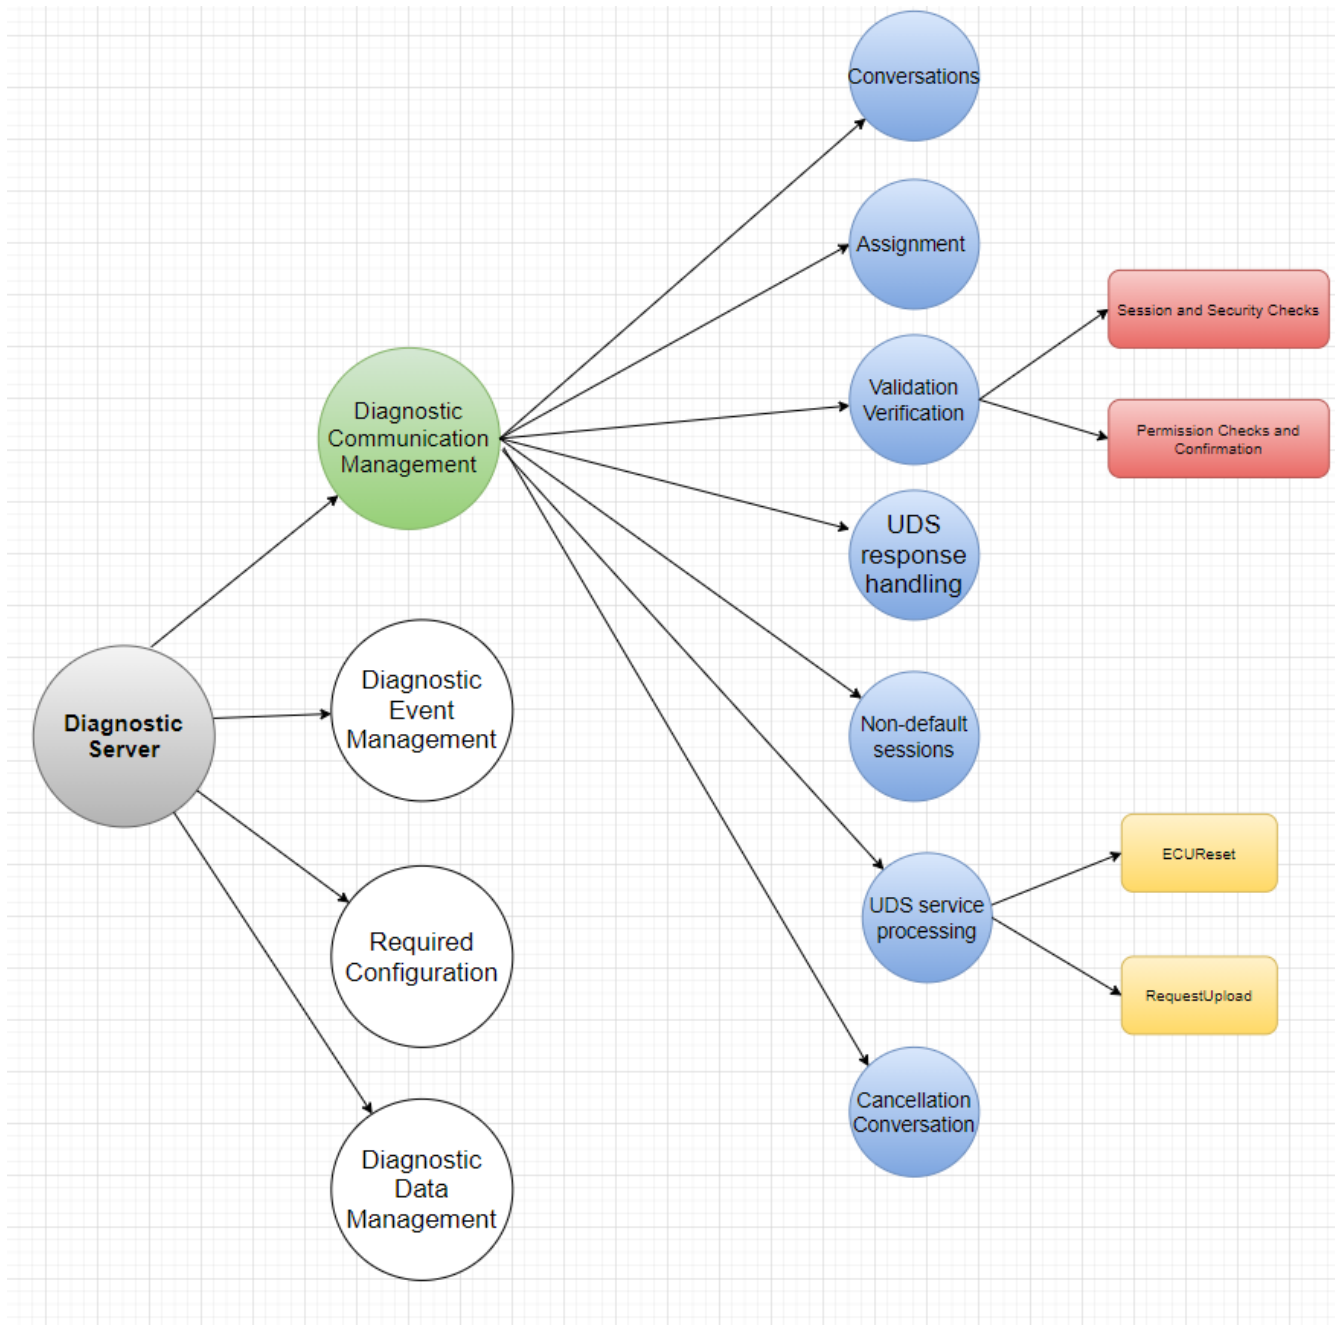 Conversations
Assignment
Session and Security Checks
Validation
Verification
Permission Checks and
Confirmation
Diagnostic
Communication
Management
UDS
response
handling
Diagnostic
Event
Management
Diagnostic
Server
Non-default
sessions
ECUReset
UDS service
processing
Required
Configuration
RequestUpload
Cancellation
Conversation
Diagnostic
Data
Management